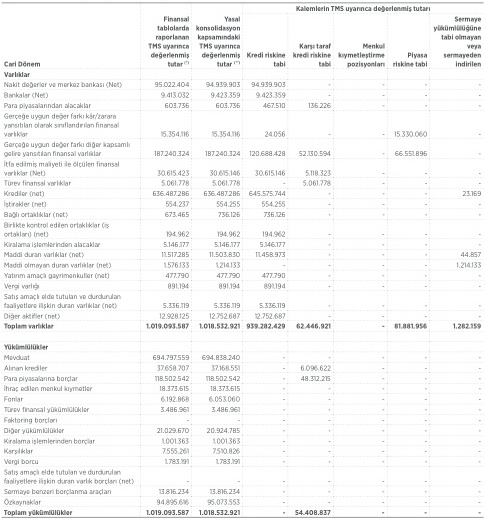 Kalemlerin TMS uyarınca değerlenmiş tutarı
Cari Dönem | Finansal tablolarda raporlanan TMS uyarınca değerlenmiş tutar (*) | Yasal konsolidasyon kapsamındaki TMS uyarınca değerlenmiş tutar (**) | Kredi riskine tabi | Karşı taraf kredi riskine tabi | Menkul kıymetleştirme pozisyonları | Piyasa riskine tabi | Sermaye yükümlülüğüne tabi olmayan veya sermayeden indirilen
Varlıklar
Nakit değerler ve merkez bankası (Net) 95.022.404 94.939.903 94.939.903 - - - -
Bankalar (Net) 9.413.032 9.423.359 9.423.359 - - - -
Para piyasalarından alacaklar 603.736 603.736 467.510 136.226 - - -
Gerçeğe uygun değer farkı kâr/zarara
yansıtılan olarak sınıflandırılan finansal
varlıklar 15.354.116 15.354.116 24.056 - - 15.330.060 -
Gerçeğe uygun değer farkı diğer kapsamlı
gelire yansıtılan finansal varlıklar 187.240.324 187.240.324 120.688.428 52.130.594 - 66.551.896 -
İtfa edilmiş maliyeti ile ölçülen finansal
varlıklar (Net) 30.615.423 30.615.146 30.615.146 5.118.323 - - -
Türev finansal varlıklar 5.061.778 5.061.778 - 5.061.778 - - -
Krediler (net) 636.487.286 636.487.286 645.575.744 - - - 23.169
İştirakler (net) 554.237 554.255 554.255 - - - -
Bağlı ortaklıklar (net) 673.465 736.126 736.126 - - - -
Birlikte kontrol edilen ortaklıklar (iş
ortakları) (net) 194.962 194.962 194.962 - - - -
Kiralama işlemlerinden alacaklar 5.146.177 5.146.177 5.146.177 - - - -
Maddi duran varlıklar (net) 11.517.285 11.503.830 11.458.973 - - - 44.857
Maddi olmayan duran varlıklar (net) 1.576.133 1.214.133 - - - - 1.214.133
Yatırım amaçlı gayrimenkuller (net) 477.790 477.790 477.790 - - - -
Vergi varlığı 891.194 891.194 891.194 - - - -
Satış amaçlı elde tutulan ve durdurulan
faaliyetlere ilişkin duran varlıklar (net) 5.336.119 5.336.119 5.336.119 - - - -
Diğer aktifler (net) 12.928.125 12.752.687 12.752.687 - - - -
Toplam varlıklar 1.019.093.587 1.018.532.921 939.282.429 62.446.921 - 81.881.956 1.282.159
Yükümlülükler
Mevduat 694.797.559 694.838.240 - - - - -
Alınan krediler 37.658.707 37.168.551 - 6.096.622 - - -
Para piyasalarına borçlar 118.502.542 118.502.542 - 48.312.215 - - -
İhraç edilen menkul kıymetler 18.373.615 18.373.615 - - - - -
Fonlar 6.192.868 6.053.060 - - - - -
Türev finansal yükümlülükler 3.486.961 3.486.961 - - - - -
Faktoring borçları - - - - - - -
Diğer yükümlülükler 21.029.670 20.924.785 - - - - -
Kiralama işlemlerinden borçlar 1.001.363 1.001.363 - - - - -
Karşılıklar 7.555.261 7.510.826 - - - - -
Vergi borcu 1.783.191 1.783.191 - - - - -
Satış amaçlı elde tutulan ve durdurulan
faaliyetlere ilişkin duran varlık borçları (net) - - - - - - -
Sermaye benzeri borçlanma araçları 13.816.234 13.816.234 - - - - -
Özkaynaklar 94.895.616 95.073.553 - - - - -
Toplam yükümlülükler 1.019.093.587 1.018.532.921 - 54.408.837 - - -